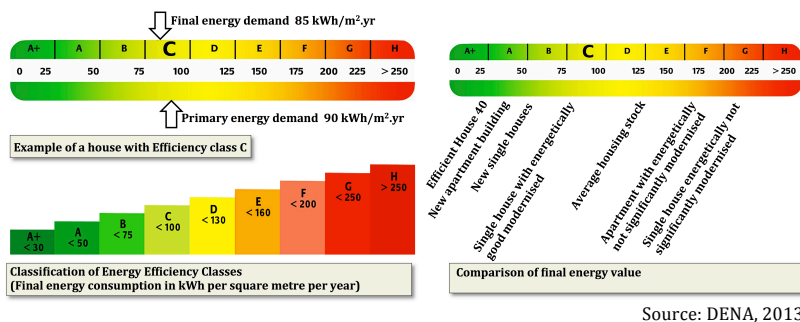 Final energy demand 85 kWh/m².yr
A+ A B C D E F G H
0 25 50 75 100 125 150 175 200 225 > 250
Primary energy demand 90 kWh/m².yr
Example of a house with Efficiency class C
A+
< 30
A
< 50
B
< 75
C
< 100
D
< 130
E
< 160
F
< 200
G
< 250
H
> 250
Classification of Energy Efficiency Classes
(Final energy consumption in kWh per square metre per year)
A+ A B C D E F G H
0 25 50 75 100 125 150 175 200 225 > 250
Efficient House 40
New apartment building
New single houses
Single house with energetically
good modernised
Average housing stock
Apartment with energetically
not significantly modernised
Single house energetically not
significantly modernised
Comparison of final energy value
Source: DENA, 2013